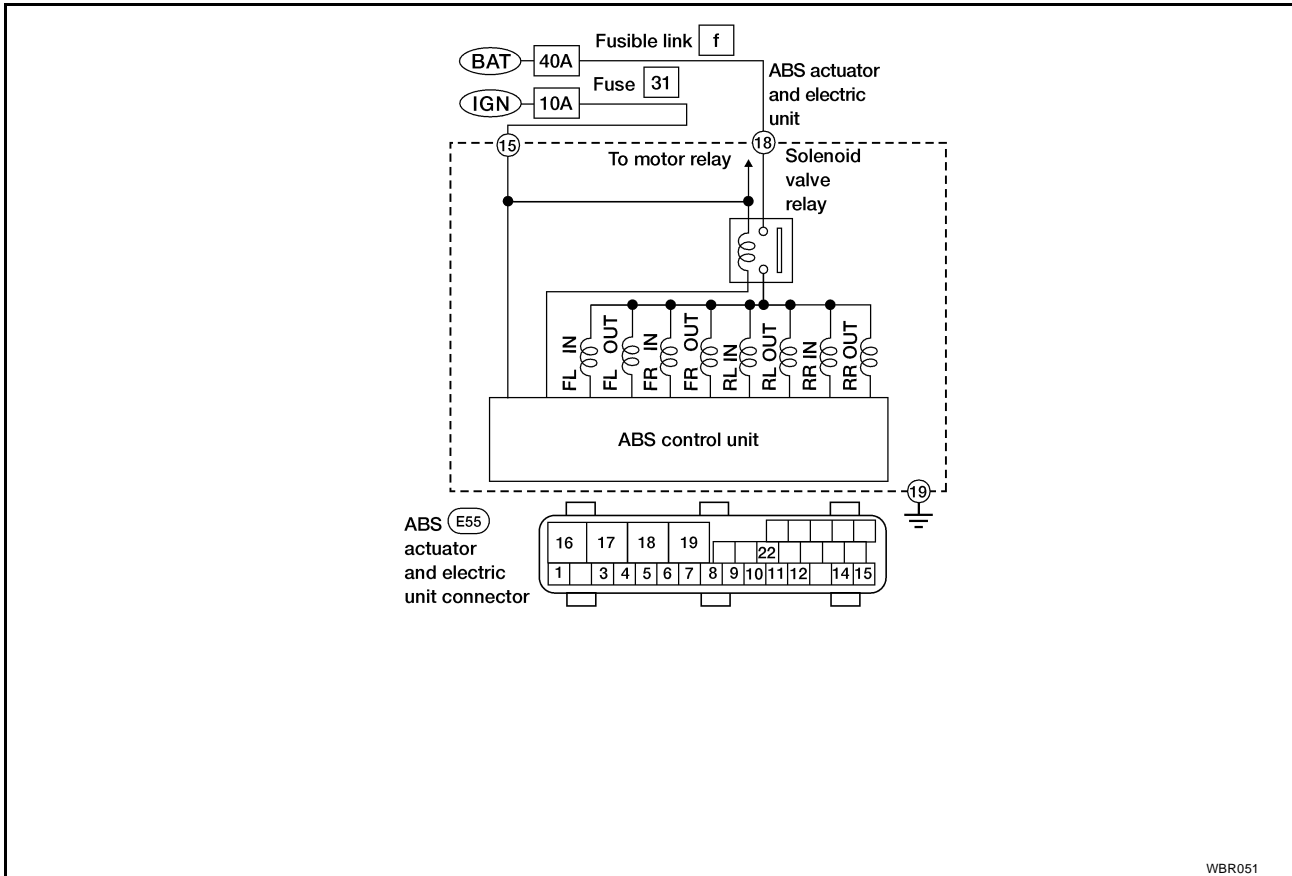 Fusible link f
BAT 40A
Fuse 31
IGN 10A
ABS actuator
and electric
unit
15
18
To motor relay
Solenoid
valve
relay
FL IN
FL OUT
FR IN
FR OUT
RL IN
RL OUT
RR IN
RR OUT
ABS control unit
19
ABS E55
actuator
and electric
unit connector
16 17 18 19
22
1 3 4 5 6 7 8 9 10 11 12 14 15
WBR051